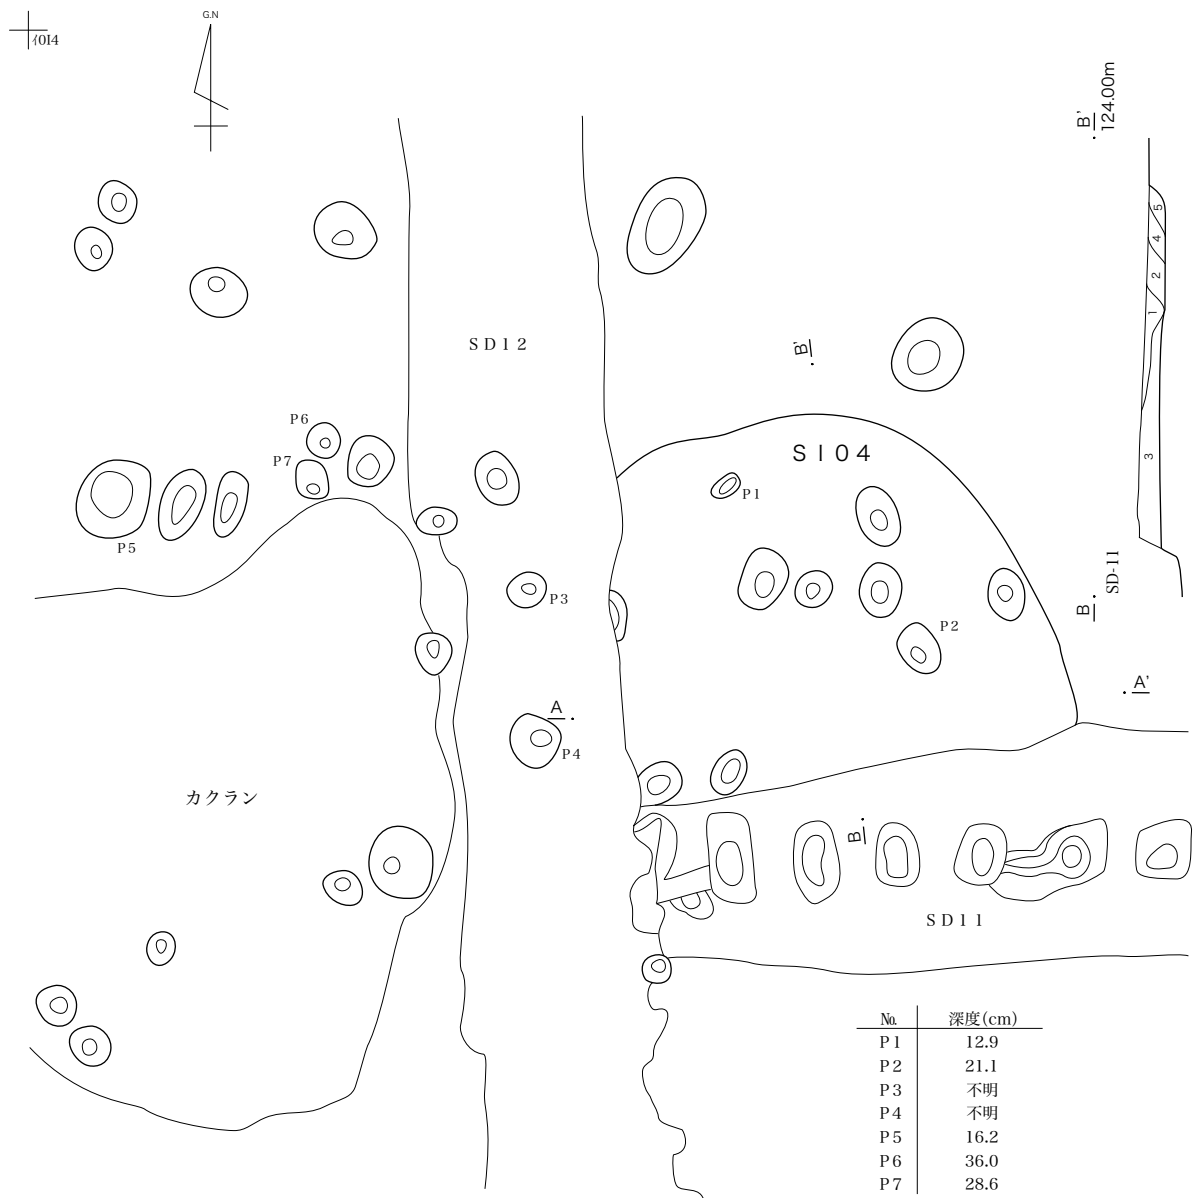 G.N
イ0I4
B'
124.00m
5
4
2
1
3
SD-11
B
SD12
B'
SI04
P6
P7
P1
P5
P3
P2
A
A'
P4
カクラン
B
SD11
№ 深度(cm)
P1 12.9
P2 21.1
P3 不明
P4 不明
P5 16.2
P6 36.0
P7 28.6